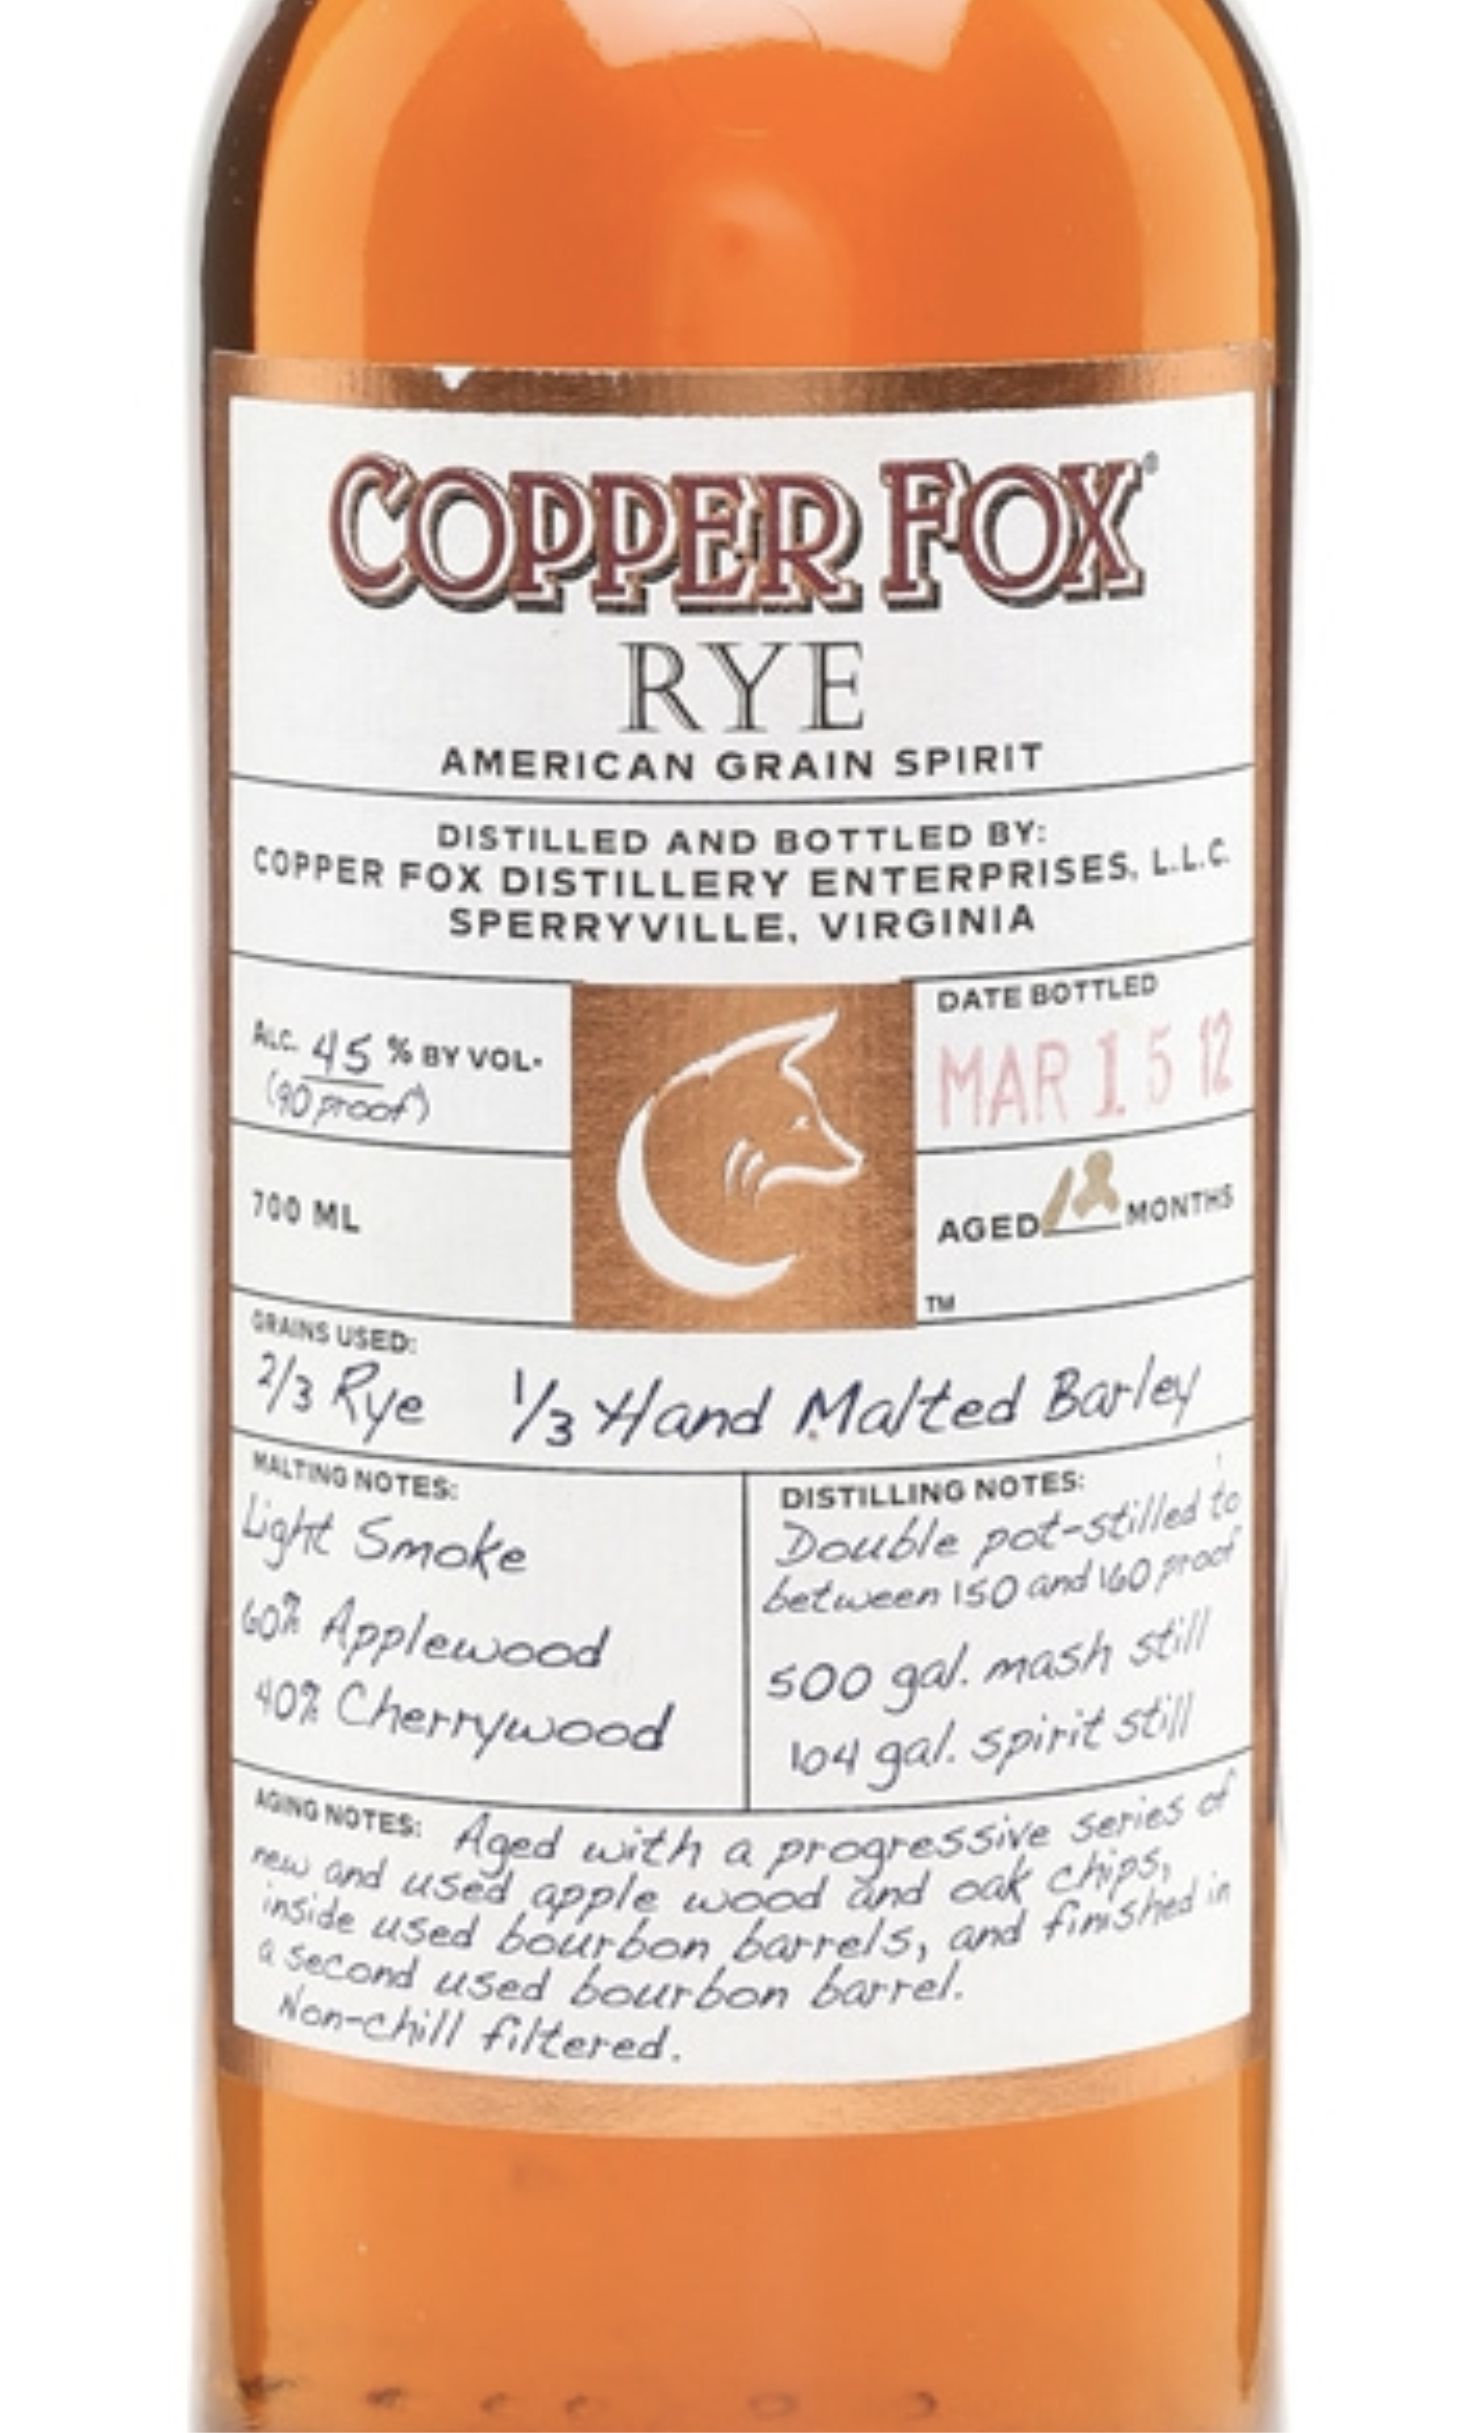 COPPER FOX®
RYE
AMERICAN GRAIN SPIRIT
DISTILLED AND BOTTLED BY:
COPPER FOX DISTILLERY ENTERPRISES, L.L.C.
SPERRYVILLE, VIRGINIA
ALC. 45 % BY VOL.
(90 proof)
DATE BOTTLED
MAR 15 12
700 ML
AGED MONTHS
TM
GRAINS USED:
2/3 Rye 1/3 Hand Malted Barley
MALTING NOTES:
Light Smoke
60% Applewood
40% Cherrywood
DISTILLING NOTES:
Double pot-stilled to
between 150 and 160 proof
500 gal. mash still
104 gal. spirit still
AGING NOTES: Aged with a progressive series of
new and used apple wood and oak chips,
inside used bourbon barrels, and finished in
a second used bourbon barrel.
Non-chill filtered.